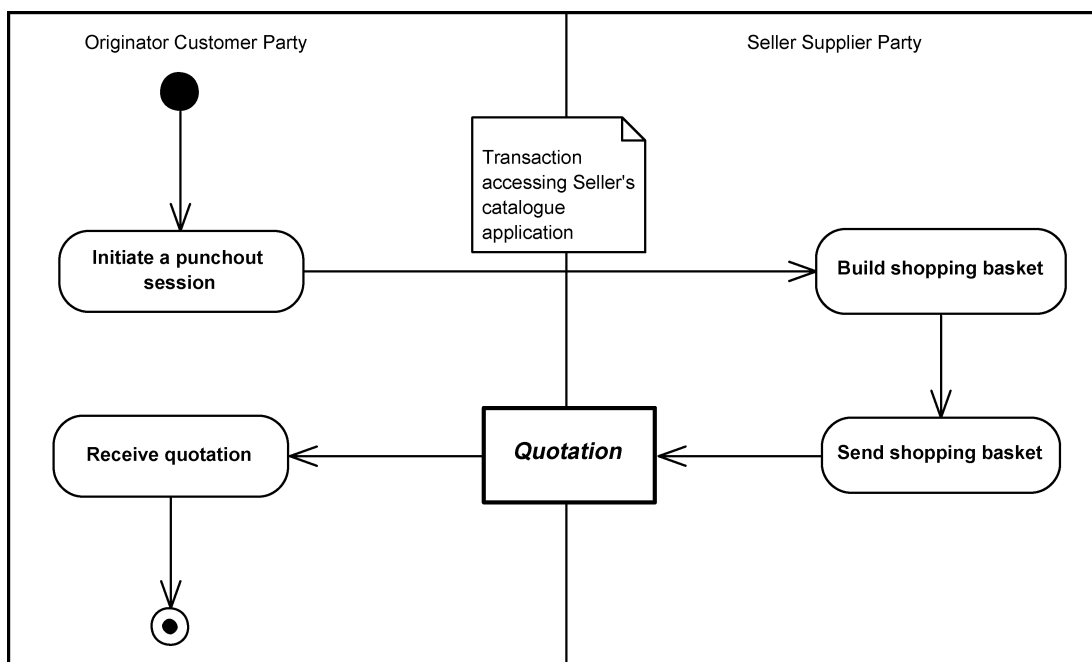 Originator Customer Party
Seller Supplier Party
Transaction
accessing Seller's
catalogue
application
Initiate a punchout
session
Build shopping basket
Receive quotation
Quotation
Send shopping basket